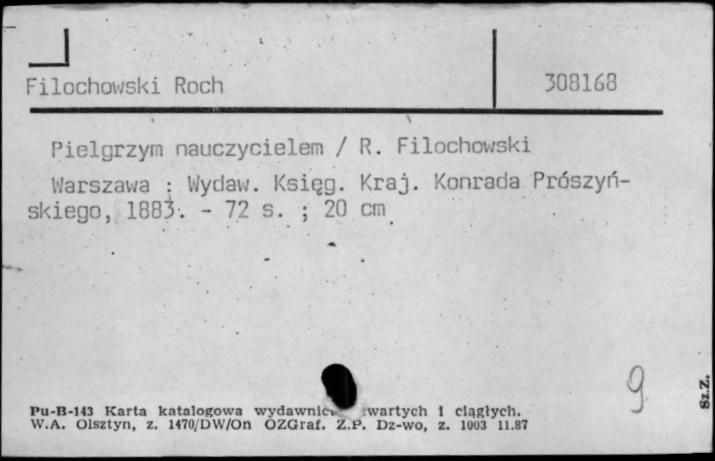 Filochowski Roch 308168
Pielgrzym nauczycielem / R. Filochowski
Warszawa : Wydaw. Księg. Kraj. Konrada Prószyń-
skiego, 1883. - 72 s. ; 20 cm
9
Pu-B-143 Karta katalogowa wydawnic wartych i ciągłych.
W.A. Olsztyn, z. 1470/DW/On OZGraf. Z.P. Dz-wo, z. 1003 11.87
Sz.Z.